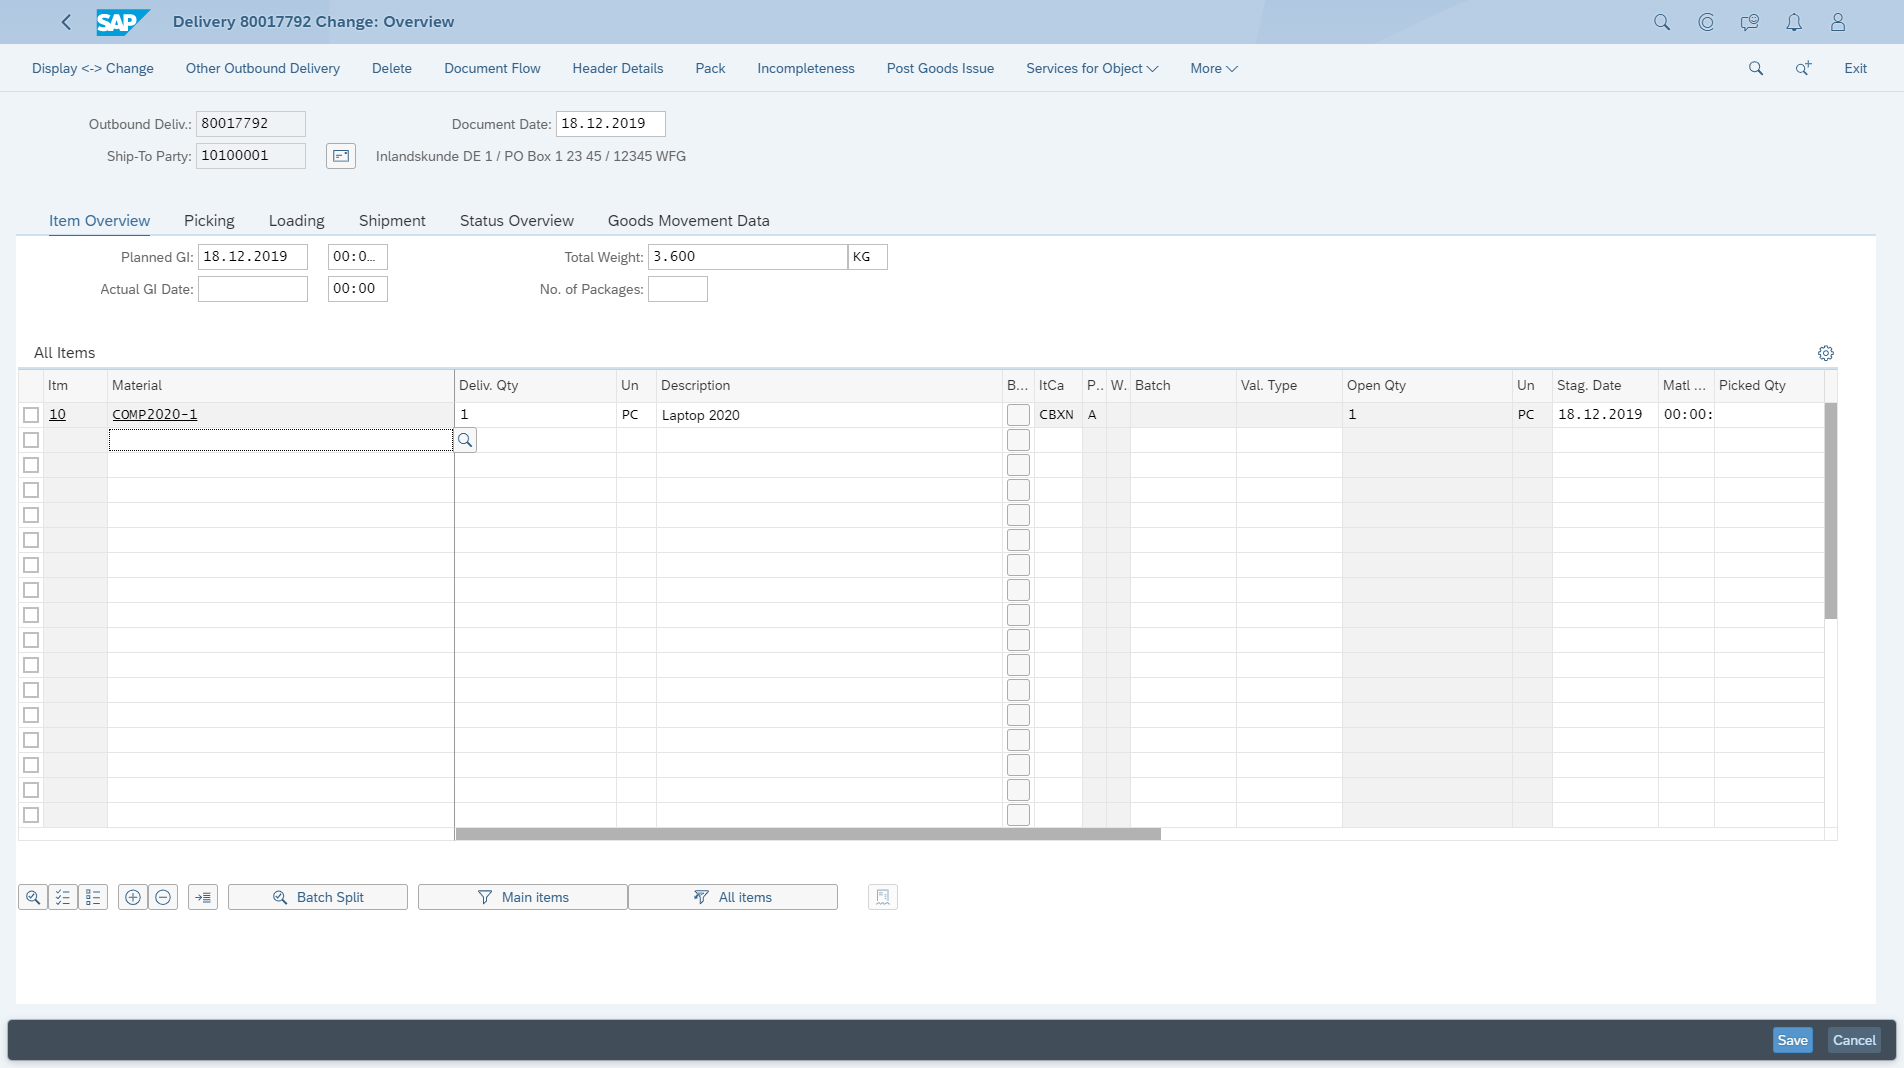 SAP Delivery 80017792 Change: Overview
Display <-> Change Other Outbound Delivery Delete Document Flow Header Details Pack Incompleteness Post Goods Issue Services for Object More Exit
Outbound Deliv.: 80017792 Document Date: 18.12.2019
Ship-To Party: 10100001 Inlandskunde DE 1 / PO Box 1 23 45 / 12345 WFG
Item Overview Picking Loading Shipment Status Overview Goods Movement Data
Planned GI: 18.12.2019 00:0... Total Weight: 3.600 KG
Actual GI Date: 00:00 No. of Packages:
All Items
Itm Material Deliv. Qty Un Description B... ItCa P.. W. Batch Val. Type Open Qty Un Stag. Date Matl ... Picked Qty
10 COMP2020-1 1 PC Laptop 2020 CBXN A 1 PC 18.12.2019 00:00:
Batch Split Main items All items
Save Cancel